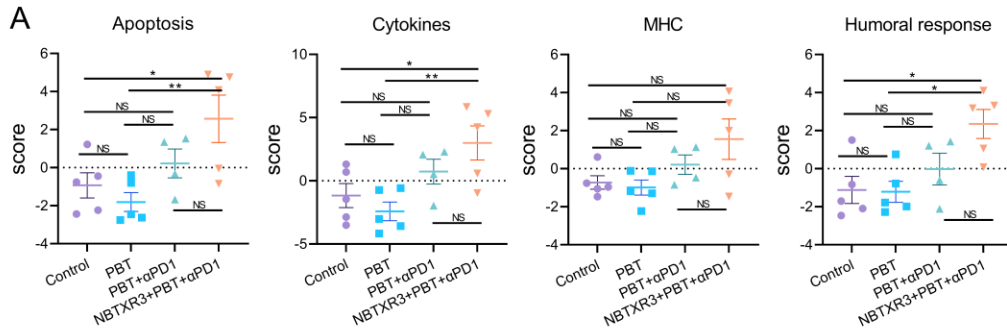 A
Apoptosis
score
6
4
2
0
-2
-4
*
**
NS
NS
NS
NS
Control
PBT
PBT+αPD1
NBTXR3+PBT+αPD1
Cytokines
score
10
5
0
-5
*
**
NS
NS
NS
NS
Control
PBT
PBT+αPD1
NBTXR3+PBT+αPD1
MHC
score
6
4
2
0
-2
-4
NS
NS
NS
NS
NS
NS
Control
PBT
PBT+αPD1
NBTXR3+PBT+αPD1
Humoral response
score
6
4
2
0
-2
-4
*
*
NS
NS
NS
NS
Control
PBT
PBT+αPD1
NBTXR3+PBT+αPD1